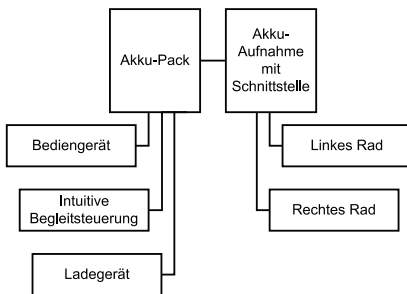 Akku-Pack
Akku-
Aufnahme
mit
Schnittstelle
Bediengerät
Linkes Rad
Intuitive
Begleitsteuerung
Rechtes Rad
Ladegerät